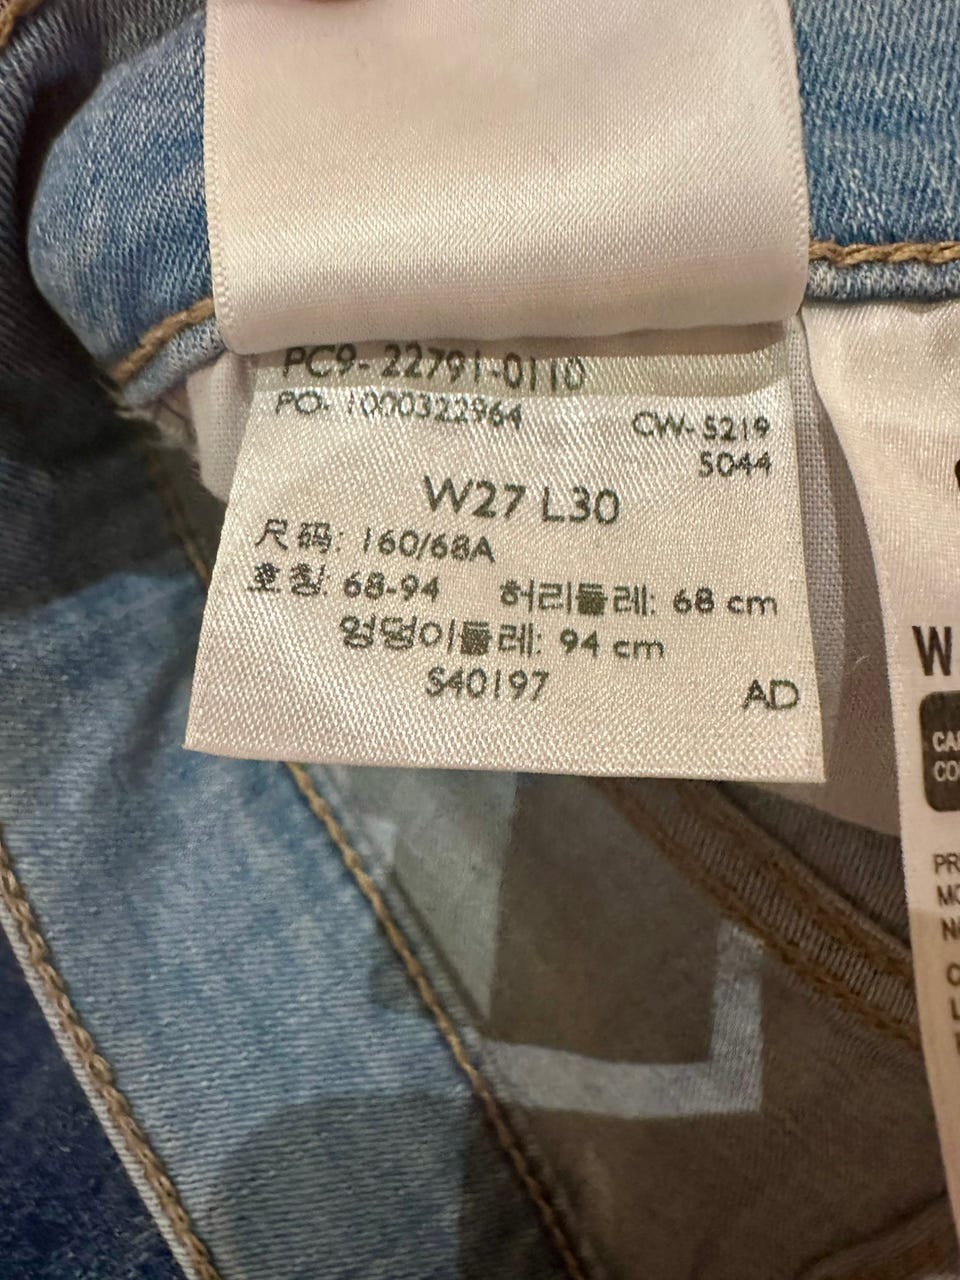 PC9-22791-0110
PO- 1000322964
CW- 5219
5044
W27 L30
尺码: 160/68A
호칭: 68-94 허리둘레: 68 cm
엉덩이둘레: 94 cm
S40197 AD
W